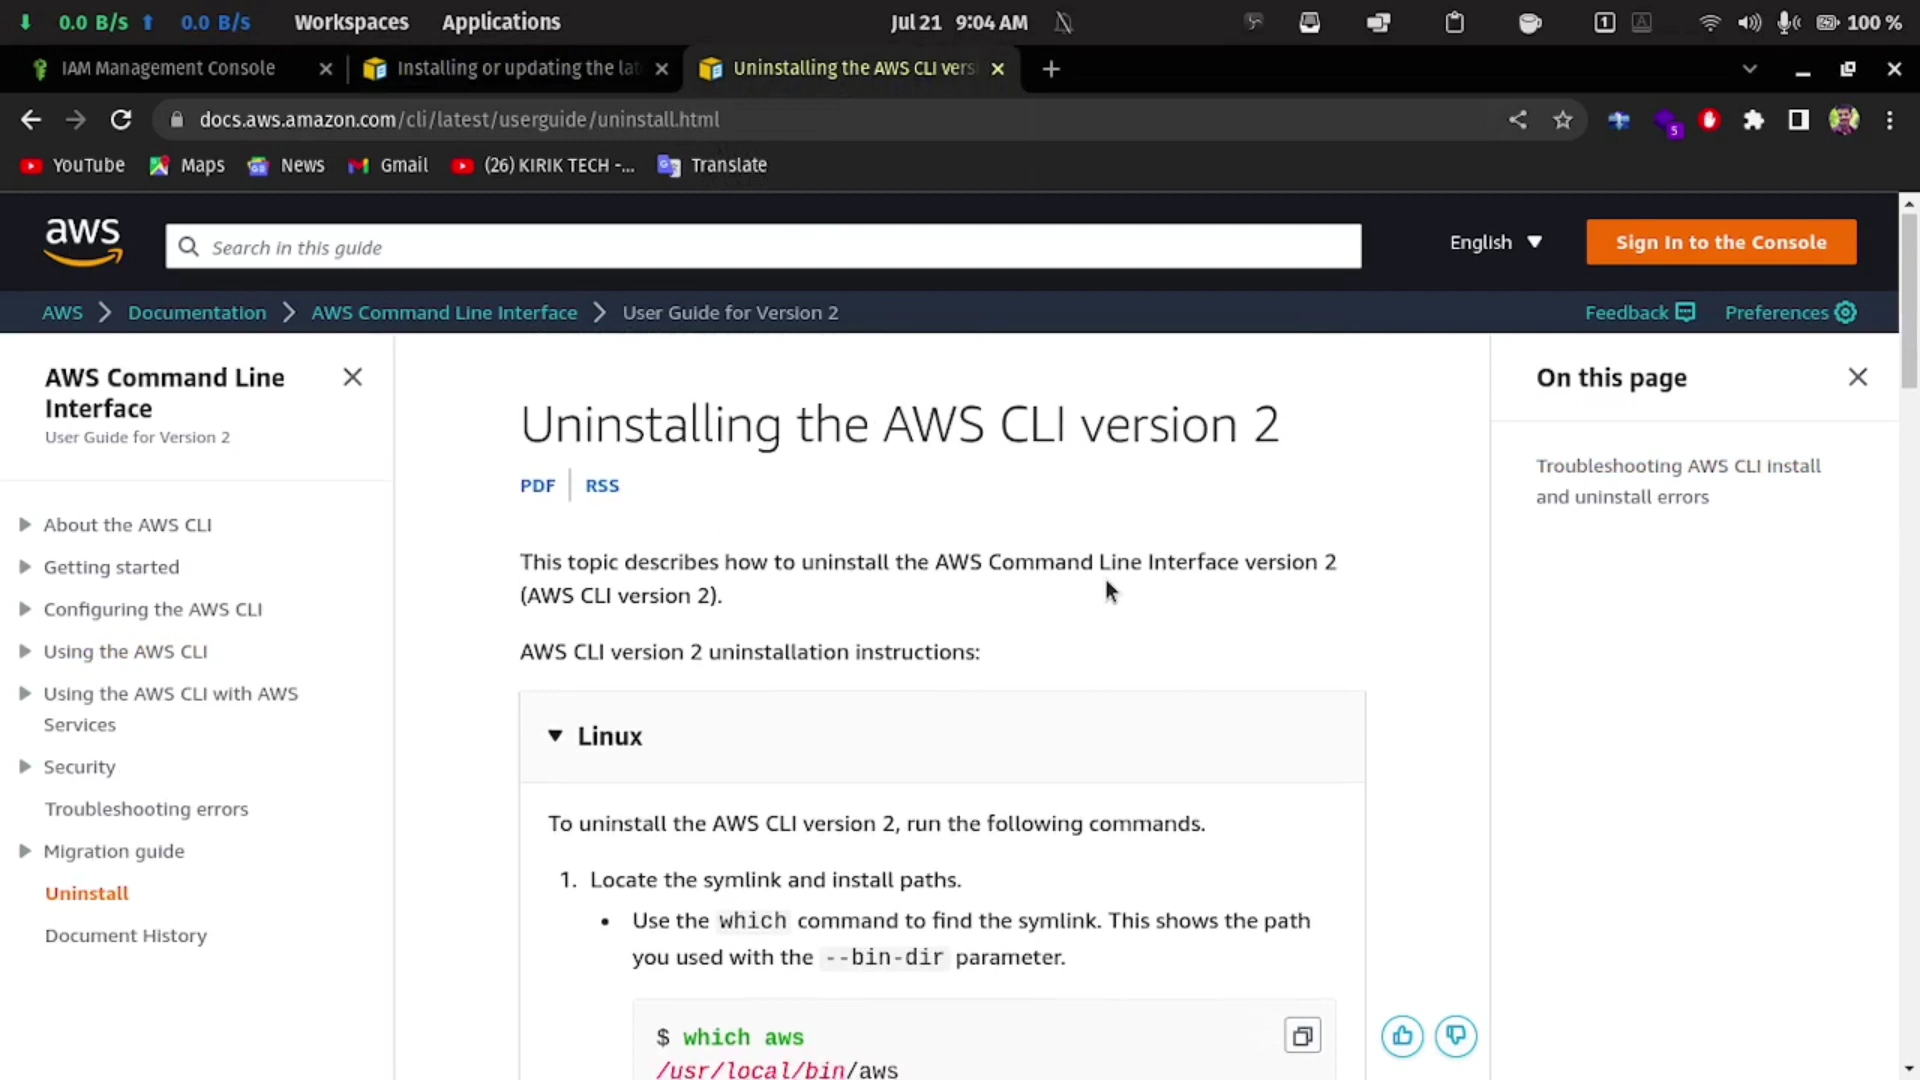 0.0 B/s 0.0 B/s Workspaces Applications Jul 21 9:04 AM 1 A 100 %
IAM Management Console Installing or updating the lat Uninstalling the AWS CLI versi
docs.aws.amazon.com/cli/latest/userguide/uninstall.html 5
YouTube Maps News Gmail (26) KIRIK TECH -... Translate
aws Search in this guide English Sign In to the Console
AWS Documentation AWS Command Line Interface User Guide for Version 2 Feedback Preferences
AWS Command Line
Interface
User Guide for Version 2
About the AWS CLI
Getting started
Configuring the AWS CLI
Using the AWS CLI
Using the AWS CLI with AWS
Services
Security
Troubleshooting errors
Migration guide
Uninstall
Document History
Uninstalling the AWS CLI version 2
PDF RSS
This topic describes how to uninstall the AWS Command Line Interface version 2
(AWS CLI version 2).
AWS CLI version 2 uninstallation instructions:
Linux
To uninstall the AWS CLI version 2, run the following commands.
1. Locate the symlink and install paths.
• Use the which command to find the symlink. This shows the path
you used with the --bin-dir parameter.
$ which aws
/usr/local/bin/aws
On this page
Troubleshooting AWS CLI install
and uninstall errors